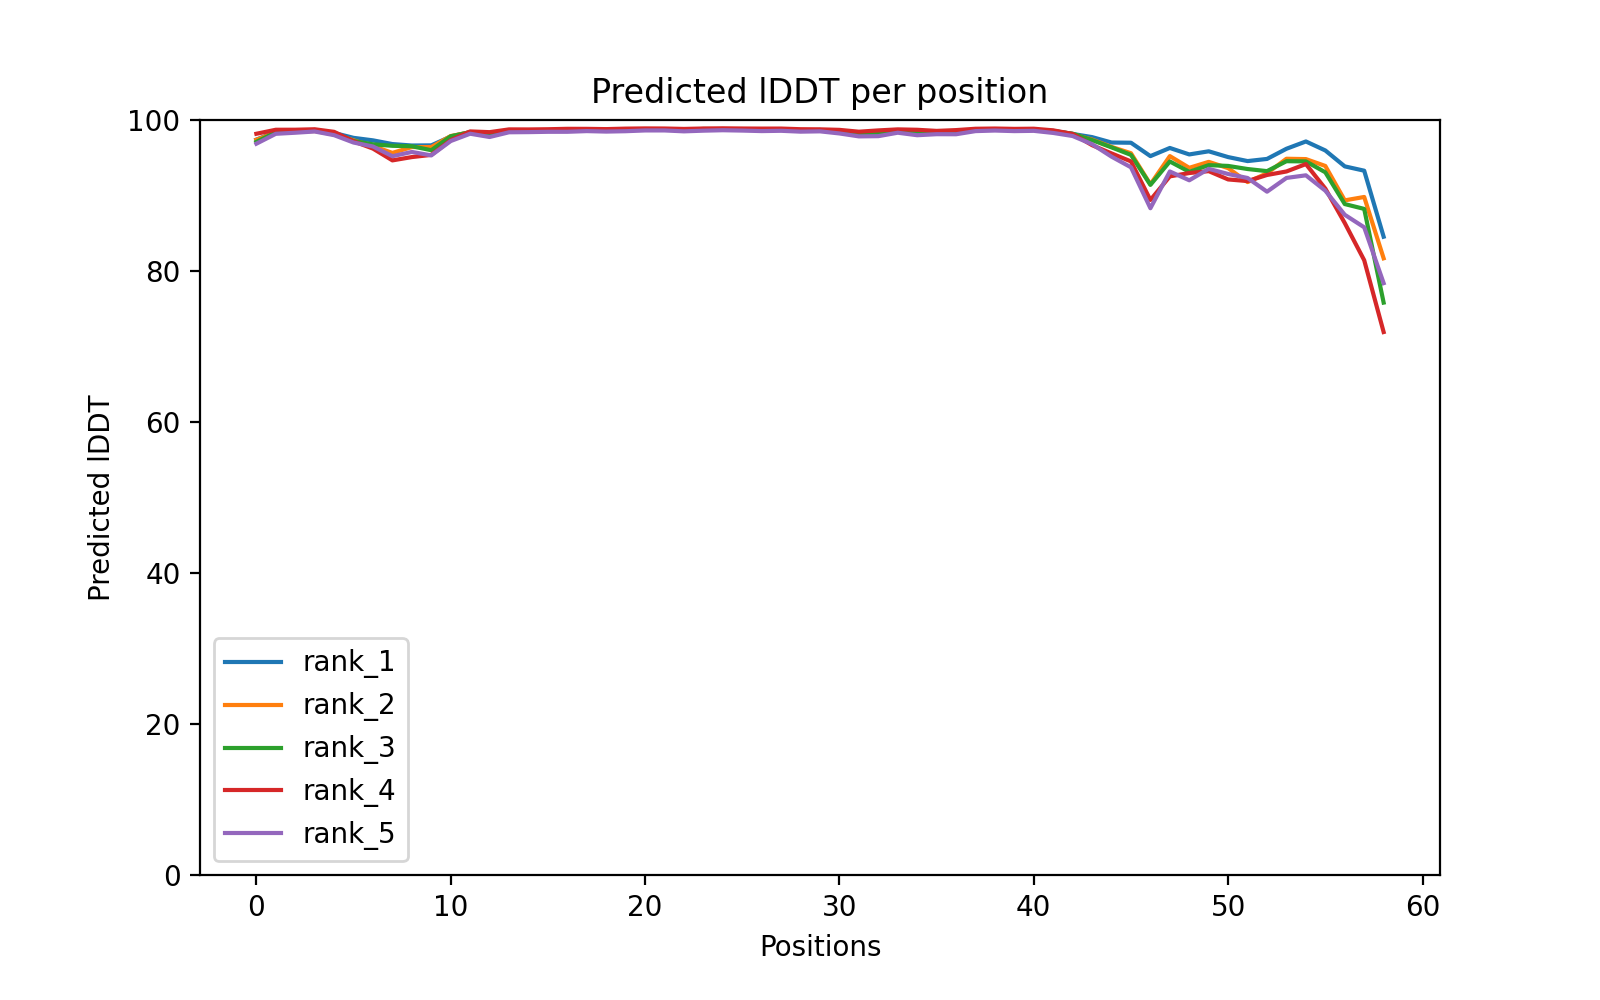 Predicted lDDT per position
100
80
60
40
20
0
Predicted lDDT
rank_1
rank_2
rank_3
rank_4
rank_5
0 10 20 30 40 50 60
Positions